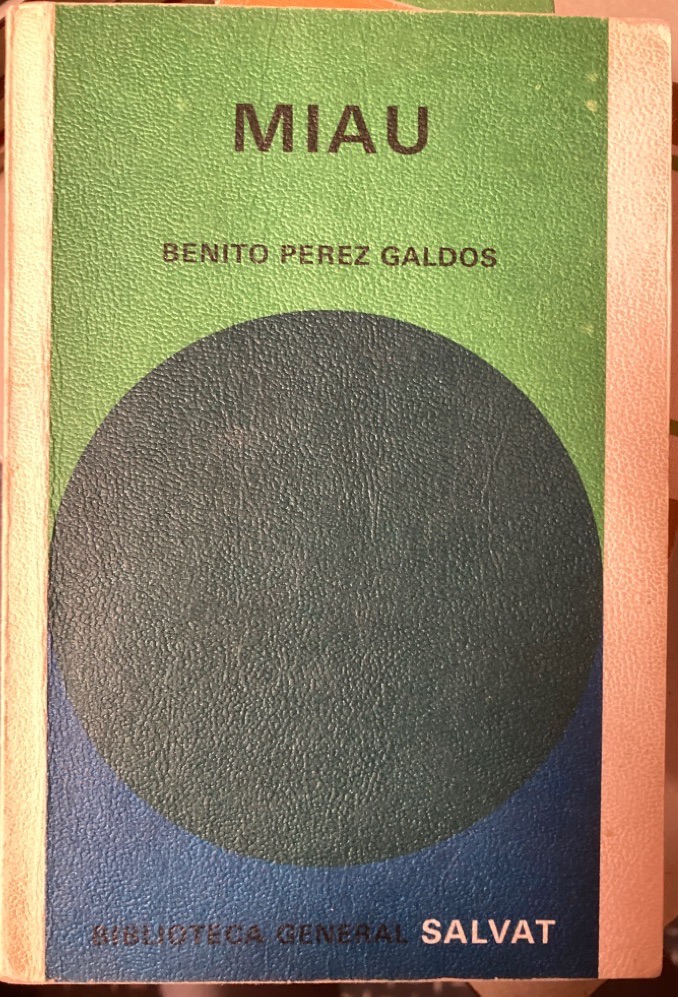 MIAU
BENITO PEREZ GALDOS
BIBLIOTECA GENERAL SALVAT